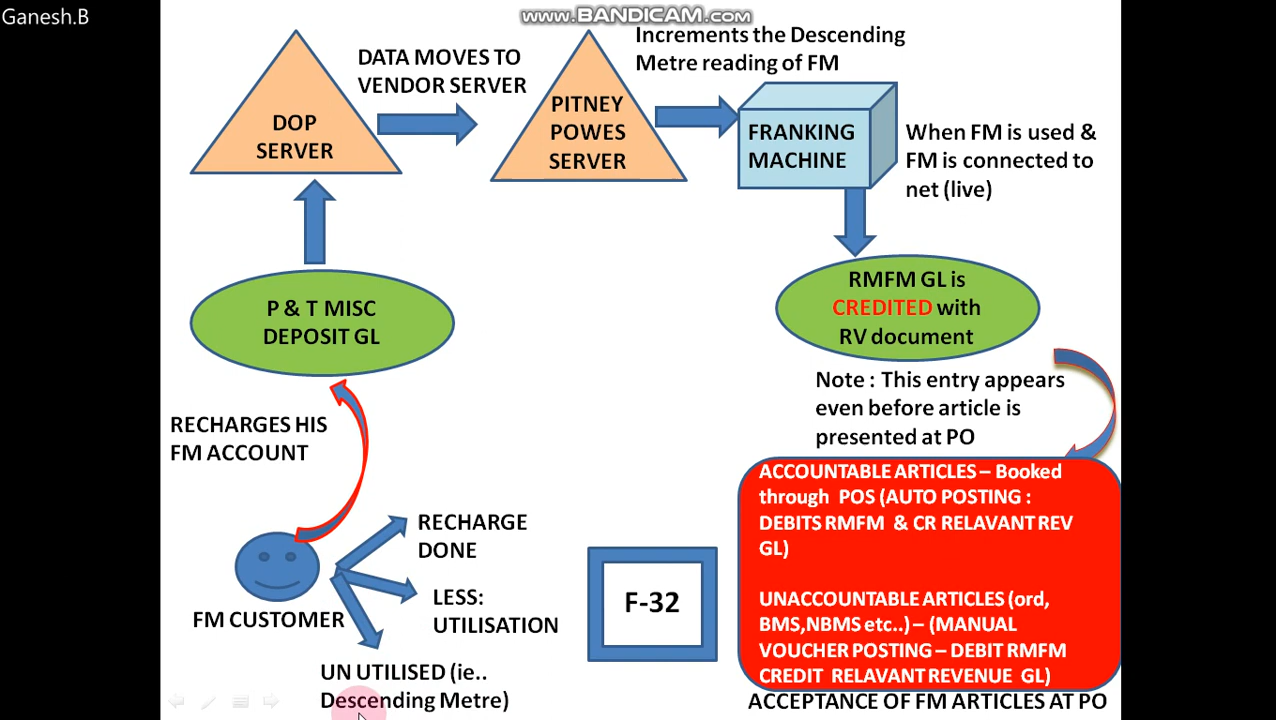 Ganesh.B
www.BANDICAM.com
DATA MOVES TO
VENDOR SERVER
Increments the Descending
Metre reading of FM
DOP
SERVER
PITNEY
POWES
SERVER
FRANKING
MACHINE
When FM is used &
FM is connected to
net (live)
P & T MISC
DEPOSIT GL
RMFM GL is
CREDITED with
RV document
Note : This entry appears
even before article is
presented at PO
RECHARGES HIS
FM ACCOUNT
ACCOUNTABLE ARTICLES – Booked
through POS (AUTO POSTING :
DEBITS RMFM & CR RELAVANT REV
GL)
UNACCOUNTABLE ARTICLES (ord,
BMS,NBMS etc..) – (MANUAL
VOUCHER POSTING – DEBIT RMFM
CREDIT RELAVANT REVENUE GL)
ACCEPTANCE OF FM ARTICLES AT PO
F-32
RECHARGE
DONE
LESS:
UTILISATION
FM CUSTOMER
UN UTILISED (ie..
Descending Metre)